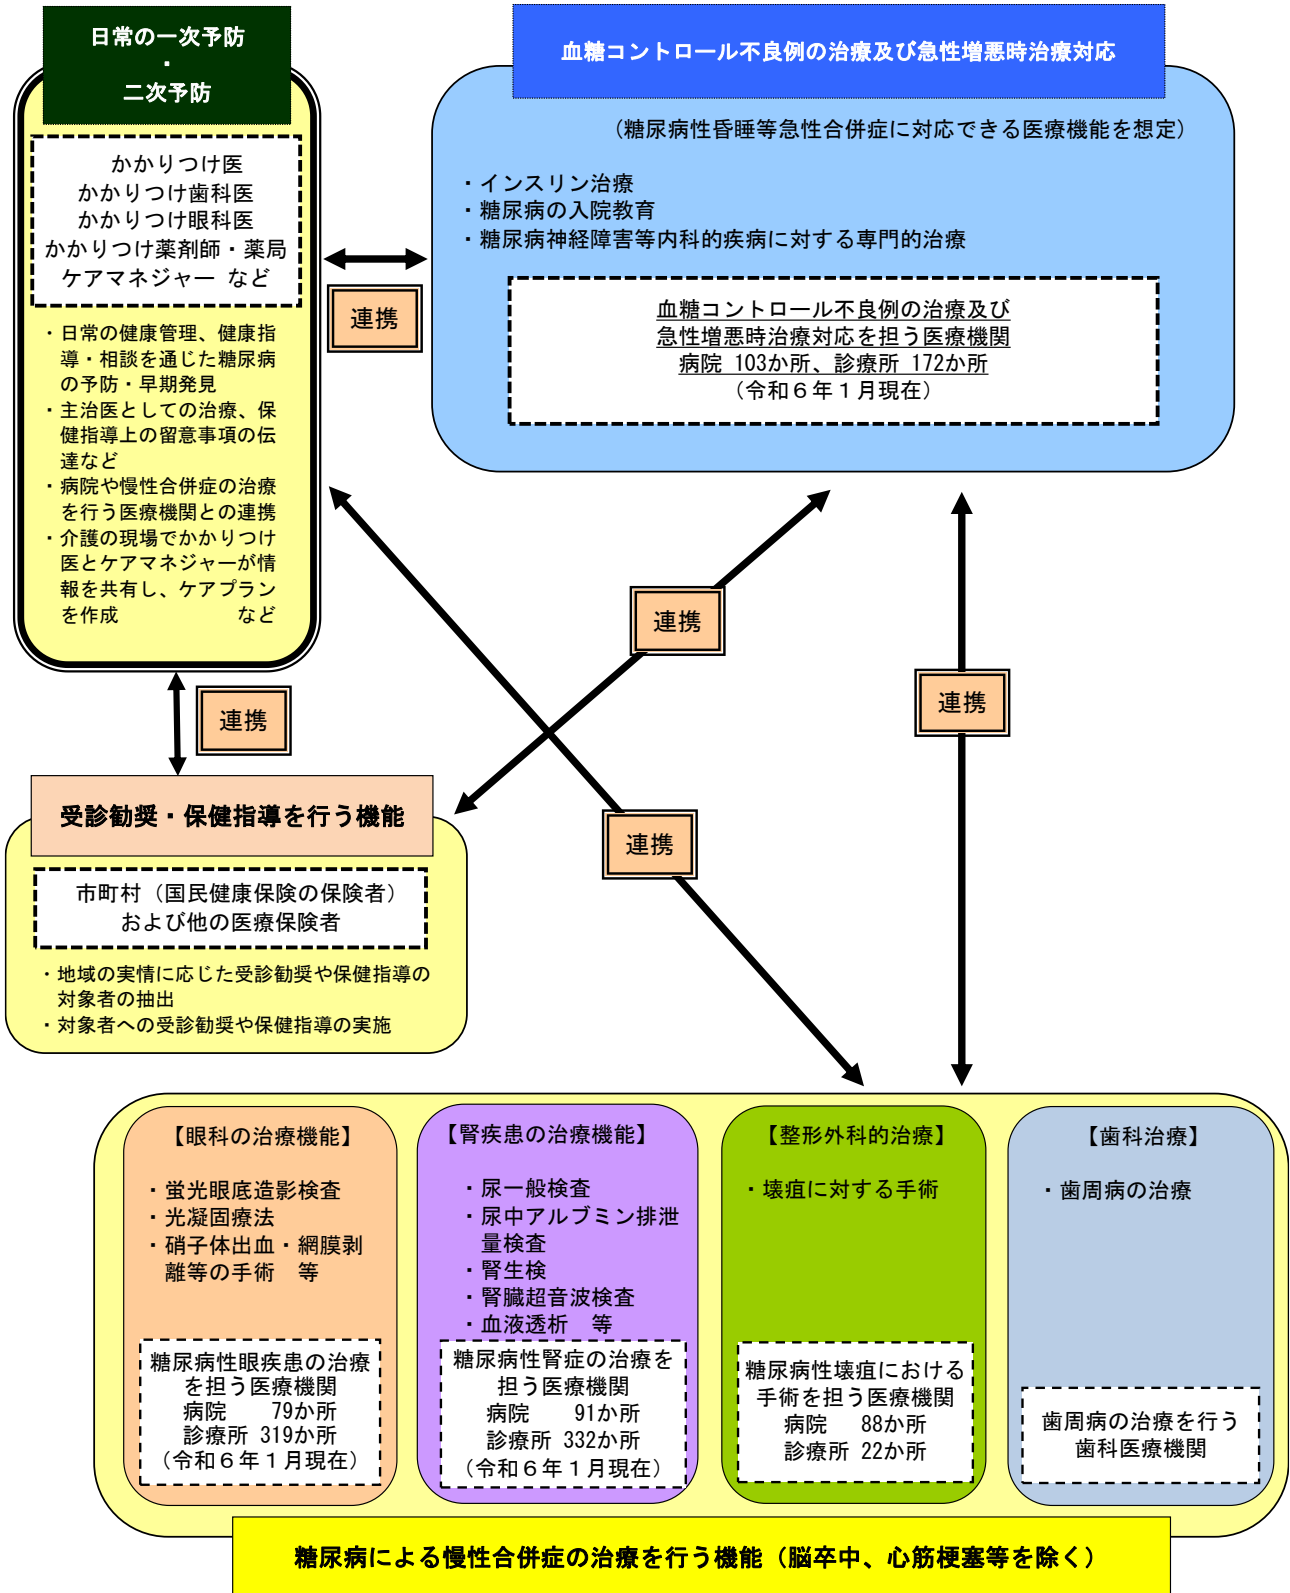 日常の一次予防
・
二次予防
かかりつけ医
かかりつけ歯科医
かかりつけ眼科医
かかりつけ薬剤師・薬局
ケアマネジャー など
・日常の健康管理、健康指
導・相談を通じた糖尿病
の予防・早期発見
・主治医としての治療、保
健指導上の留意事項の伝
達など
・病院や慢性合併症の治療
を行う医療機関との連携
・介護の現場でかかりつけ
医とケアマネジャーが情
報を共有し、ケアプラン
を作成 など
血糖コントロール不良例の治療及び急性増悪時治療対応
(糖尿病性昏睡等急性合併症に対応できる医療機能を想定)
・インスリン治療
・糖尿病の入院教育
・糖尿病神経障害等内科的疾病に対する専門的治療
血糖コントロール不良例の治療及び
急性増悪時治療対応を担う医療機関
病院 103か所、診療所 172か所
(令和6年1月現在)
連携
連携
連携
連携
連携
受診勧奨・保健指導を行う機能
市町村(国民健康保険の保険者)
および他の医療保険者
・地域の実情に応じた受診勧奨や保健指導の
対象者の抽出
・対象者への受診勧奨や保健指導の実施
【眼科の治療機能】
・蛍光眼底造影検査
・光凝固療法
・硝子体出血・網膜剥
離等の手術 等
糖尿病性眼疾患の治療
を担う医療機関
病院 79か所
診療所 319か所
(令和6年1月現在)
【腎疾患の治療機能】
・尿一般検査
・尿中アルブミン排泄
量検査
・腎生検
・腎臓超音波検査
・血液透析 等
糖尿病性腎症の治療を
担う医療機関
病院 91か所
診療所 332か所
(令和6年1月現在)
【整形外科的治療】
・壊疽に対する手術
糖尿病性壊疽における
手術を担う医療機関
病院 88か所
診療所 22か所
【歯科治療】
・歯周病の治療
歯周病の治療を行う
歯科医療機関
糖尿病による慢性合併症の治療を行う機能(脳卒中、心筋梗塞等を除く)